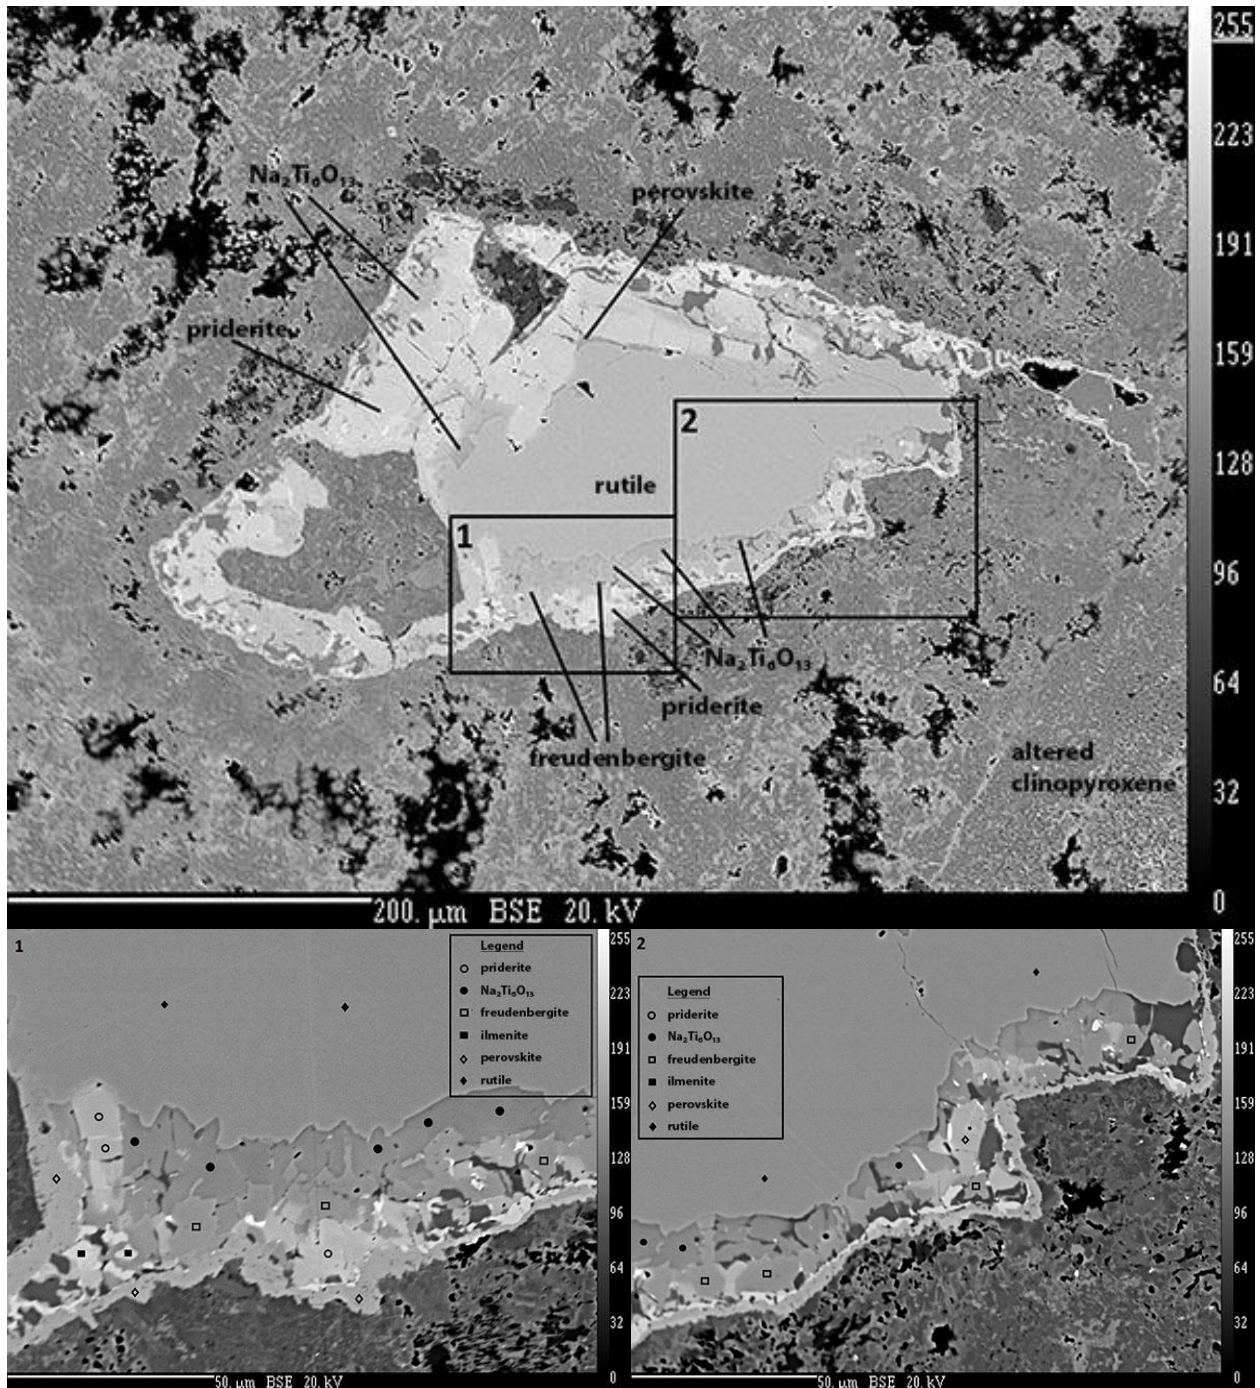 255
223
Na₂Ti₆O₁₃
perovskite
191
priderite
159
2
128
rutile
1
96
Na₂Ti₆O₁₃
64
priderite
freudenbergite
altered
clinopyroxene
32
0
200. µm BSE 20. kV
1
Legend
priderite
Na₂Ti₆O₁₃
freudenbergite
ilmenite
perovskite
rutile
255
223
191
159
128
96
64
32
0
50. µm BSE 20. kV
2
Legend
priderite
Na₂Ti₆O₁₃
freudenbergite
ilmenite
perovskite
rutile
255
223
191
159
128
96
64
32
0
50. µm BSE 20. kV